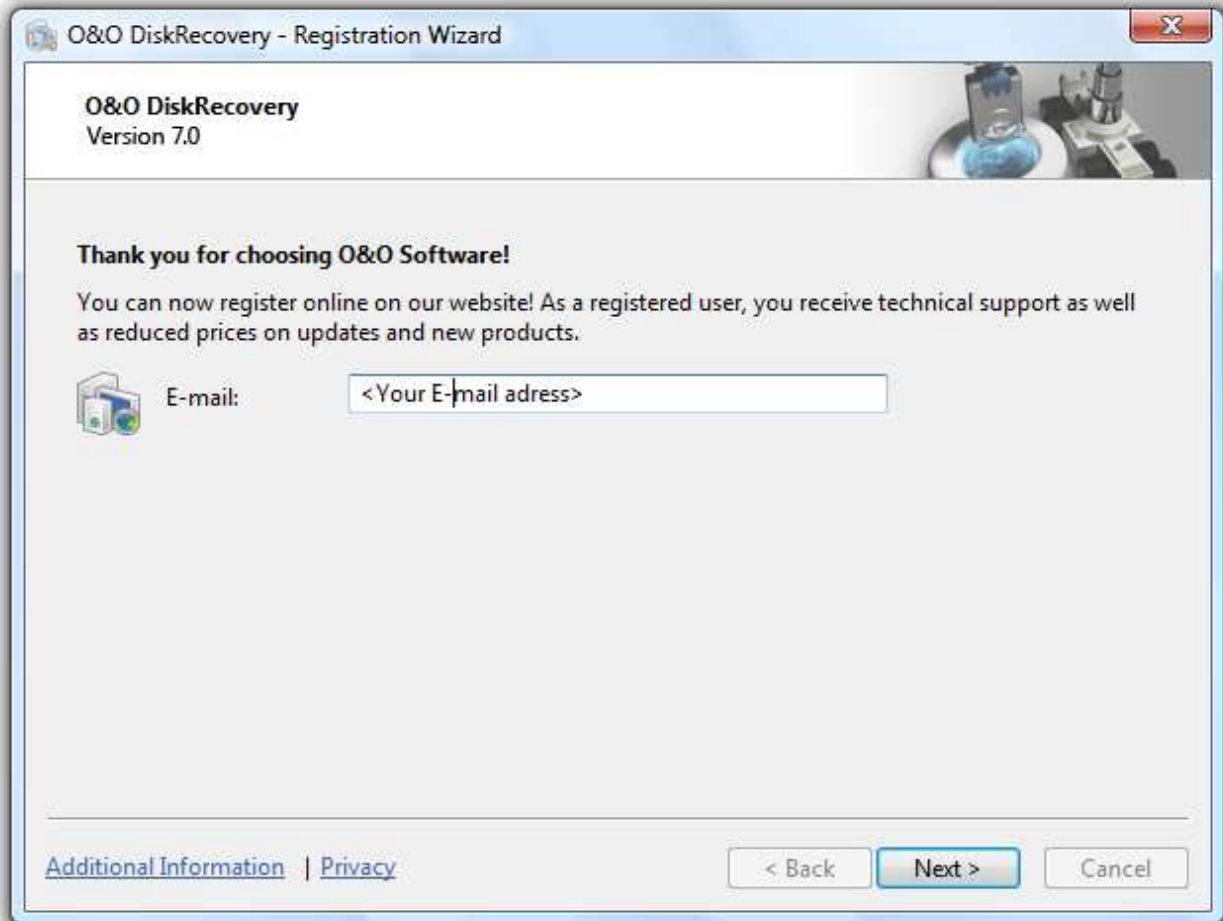 O&O DiskRecovery - Registration Wizard
O&O DiskRecovery
Version 7.0
Thank you for choosing O&O Software!
You can now register online on our website! As a registered user, you receive technical support as well
as reduced prices on updates and new products.
E-mail: <Your E-mail adress>
Additional Information | Privacy < Back Next > Cancel